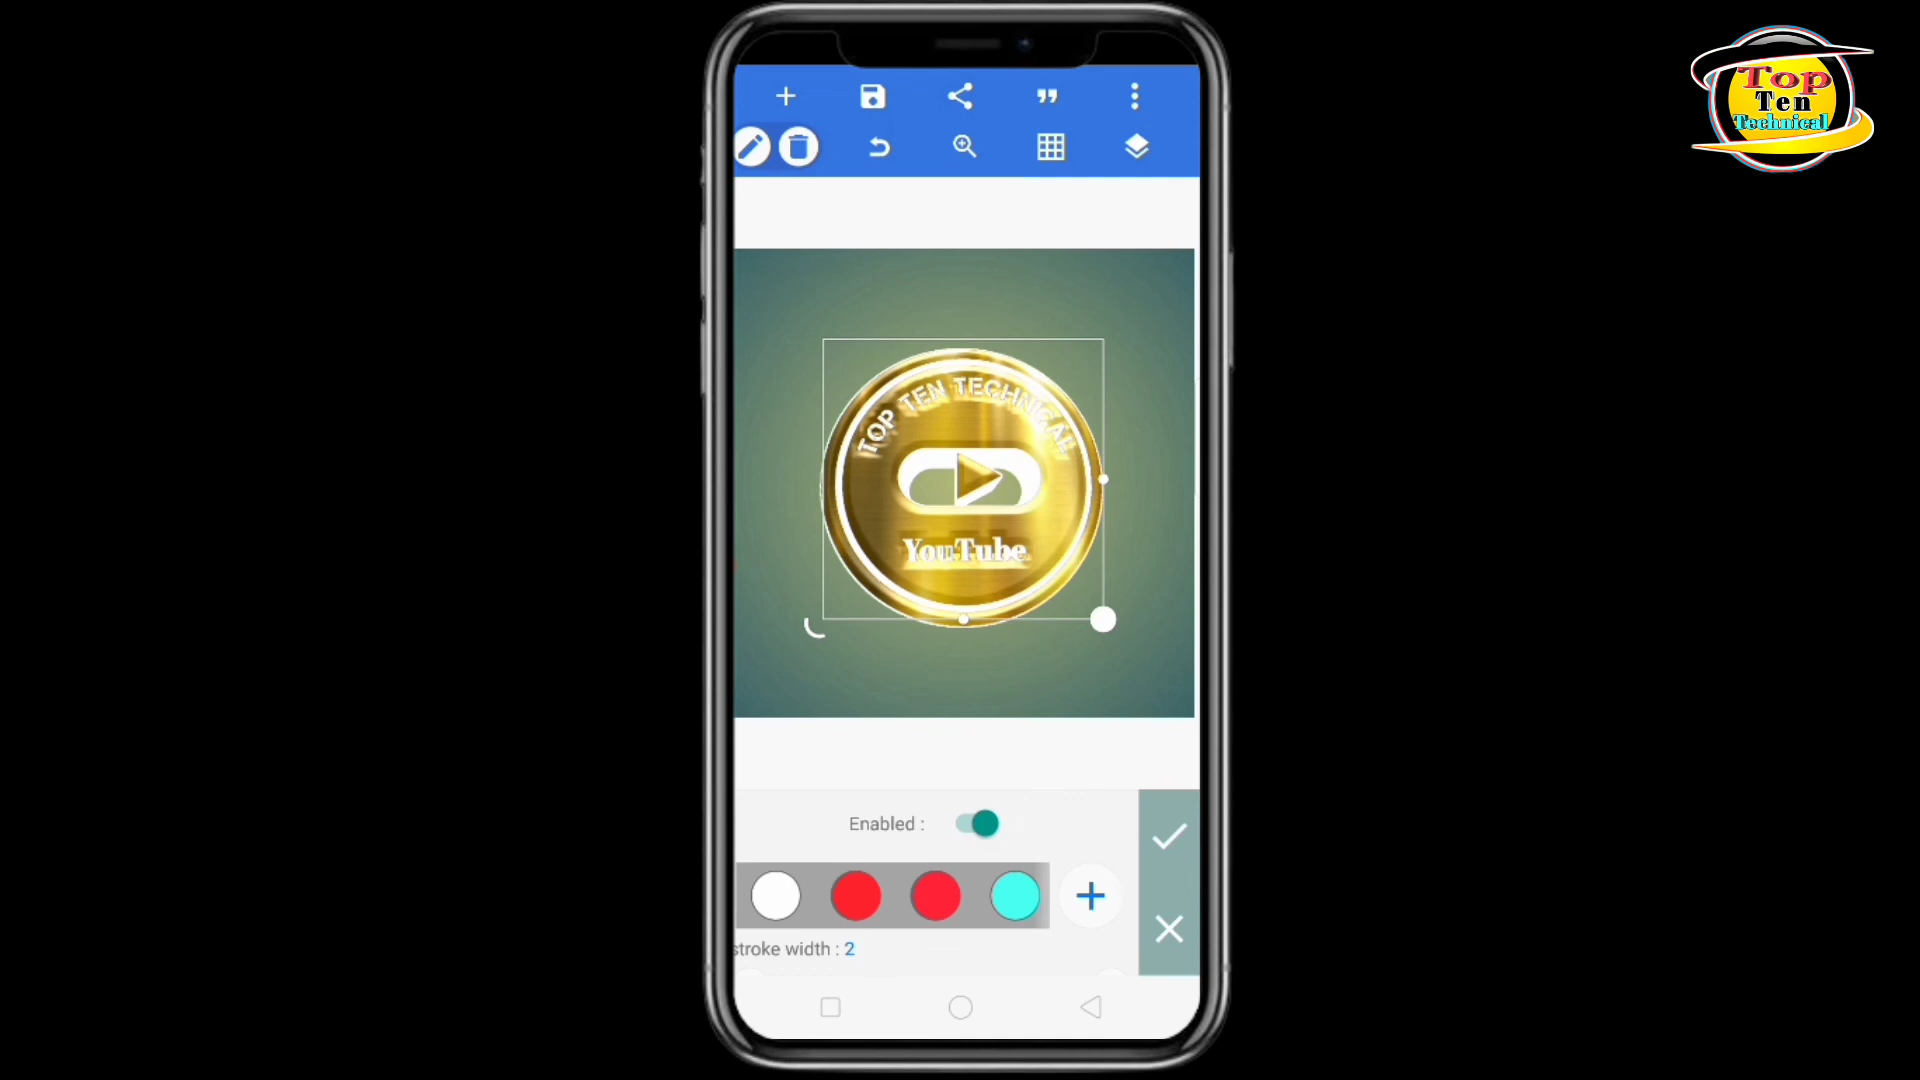 Top
Ten
Technical
TOP TEN TECHNICAL
YouTube
Enabled :
stroke width : 2